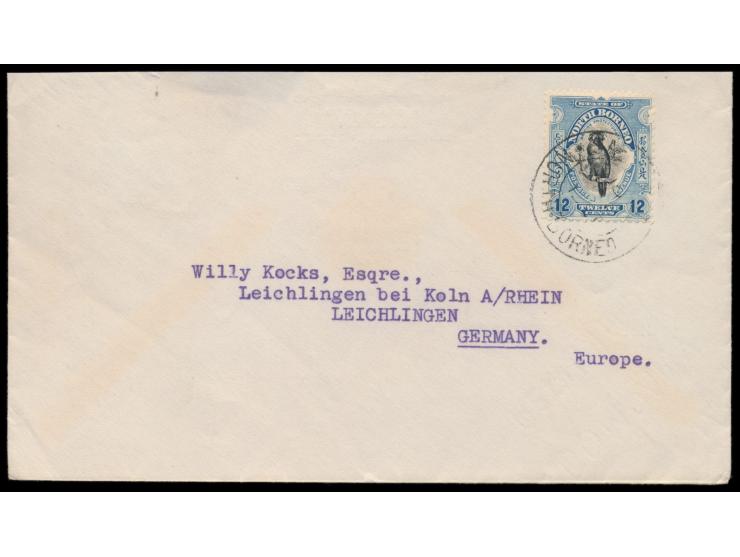 STATE OF
NORTH BORNEO
12 TWELVE CENTS 12
NORTH
BORNEO
Willy Kocks, Esqre.,
Leichlingen bei Koln A/RHEIN
LEICHLINGEN
GERMANY.
Europe.